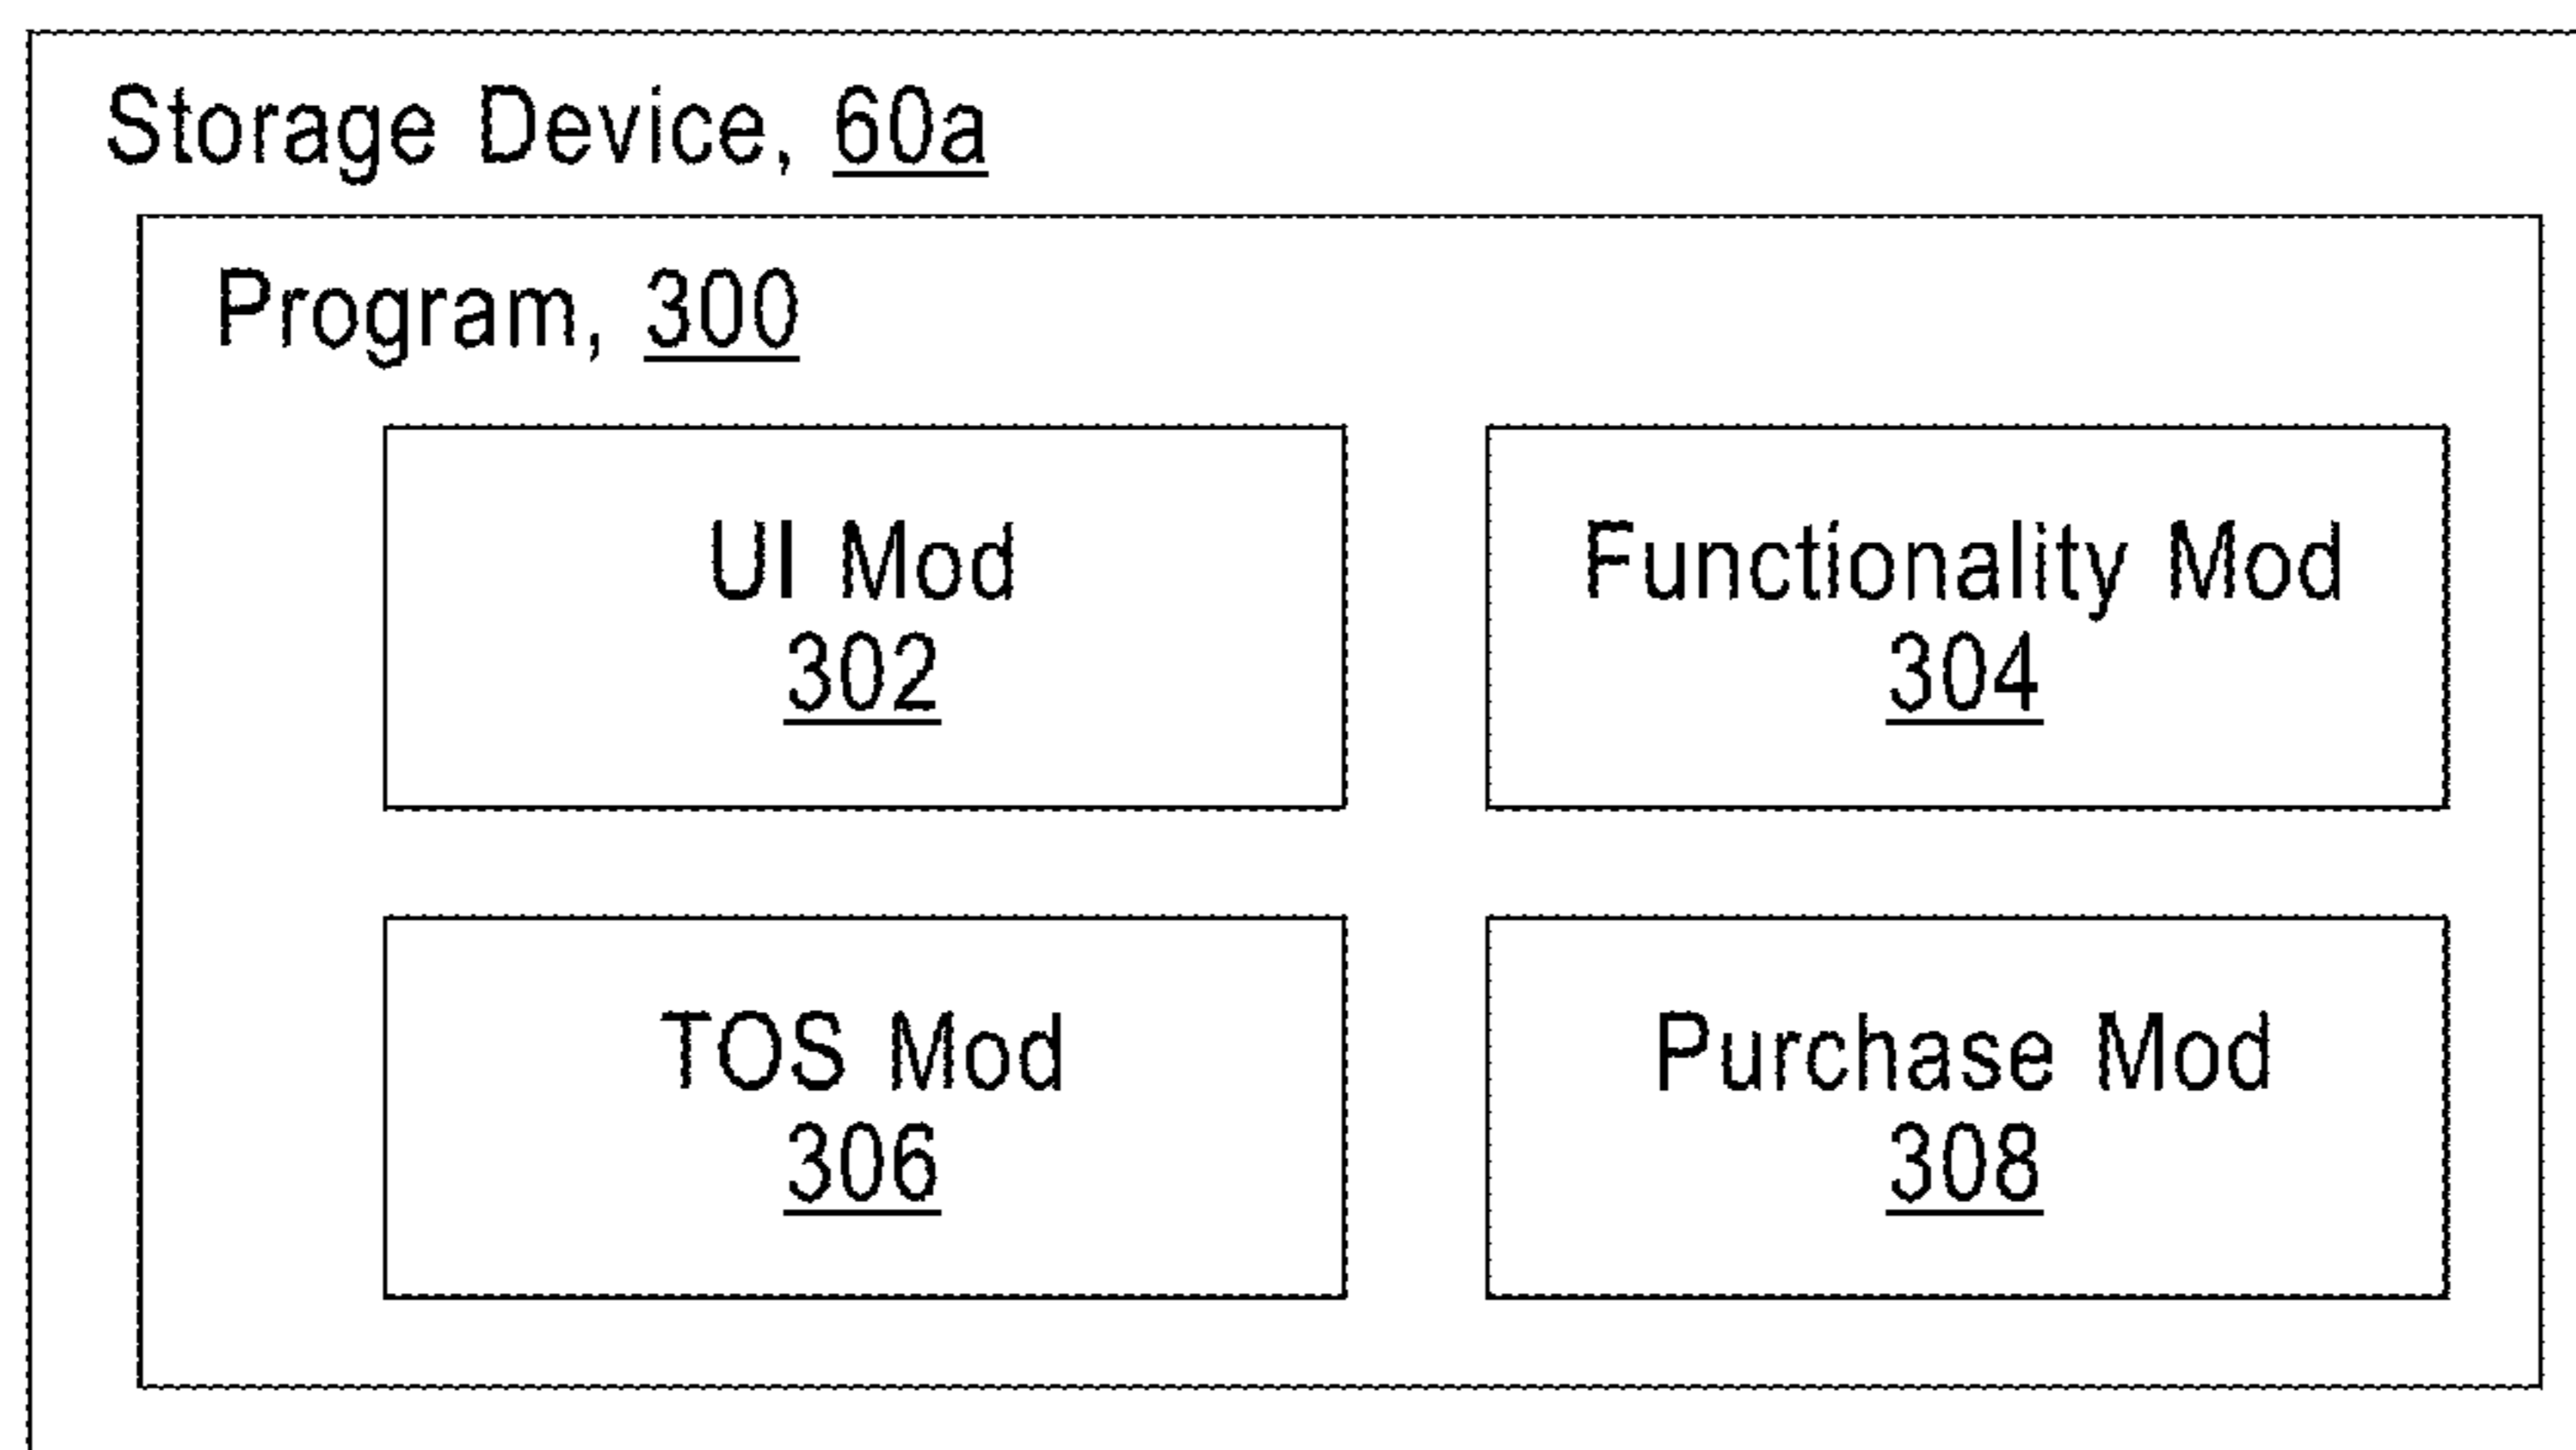 Storage Device, 60a
Program, 300
UI Mod
302
Functionality Mod
304
TOS Mod
306
Purchase Mod
308